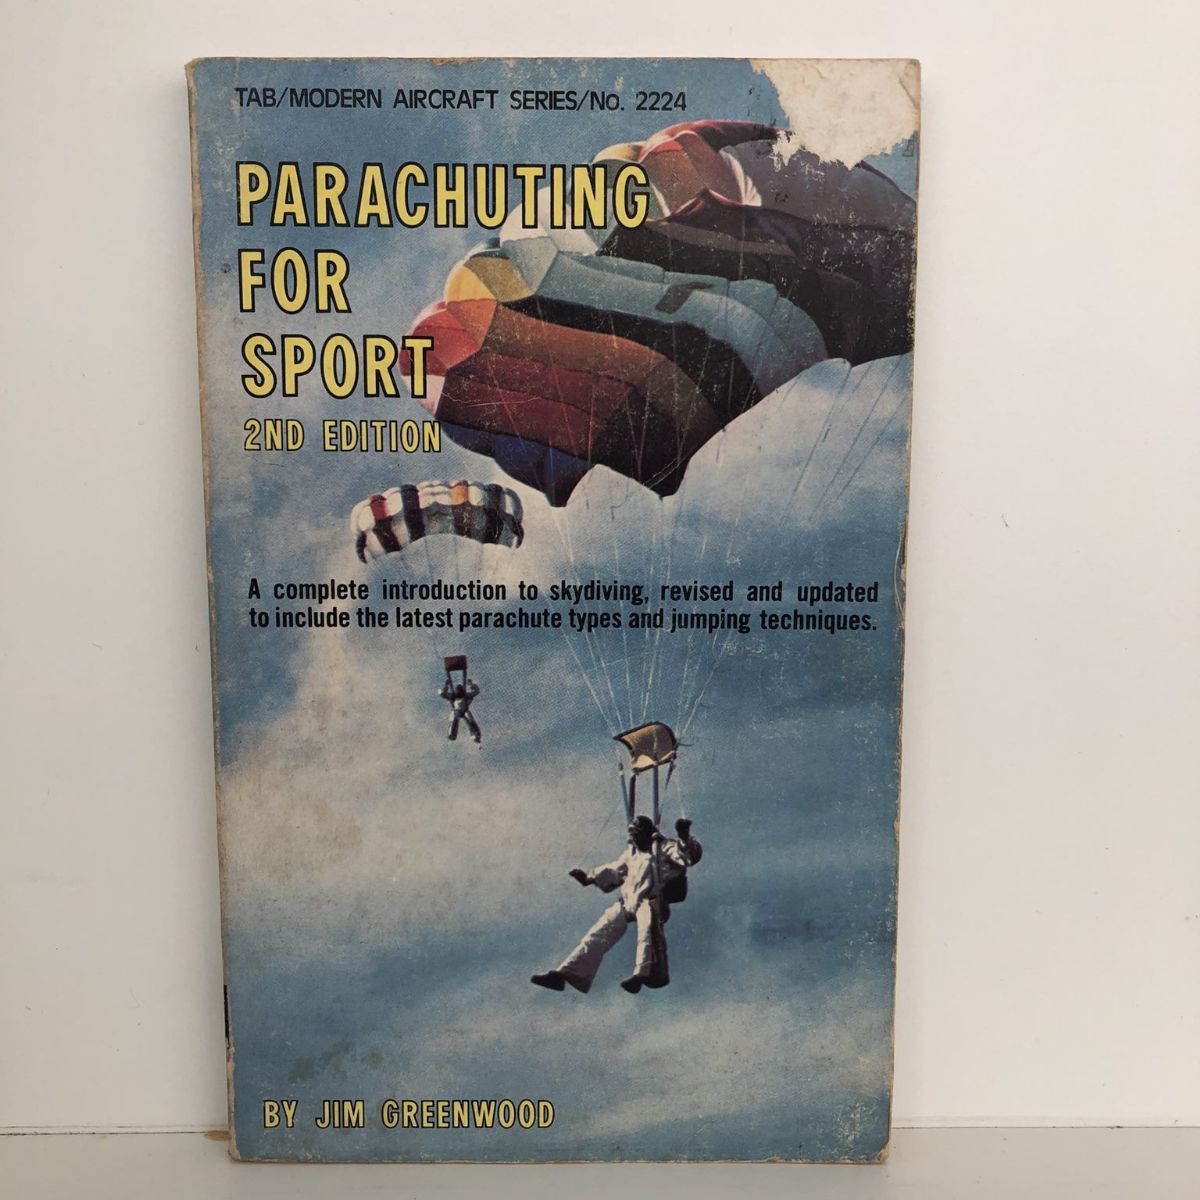 TAB/MODERN AIRCRAFT SERIES/No. 2224
PARACHUTING
FOR
SPORT
2ND EDITION
A complete introduction to skydiving, revised and updated
to include the latest parachute types and jumping techniques.
BY JIM GREENWOOD